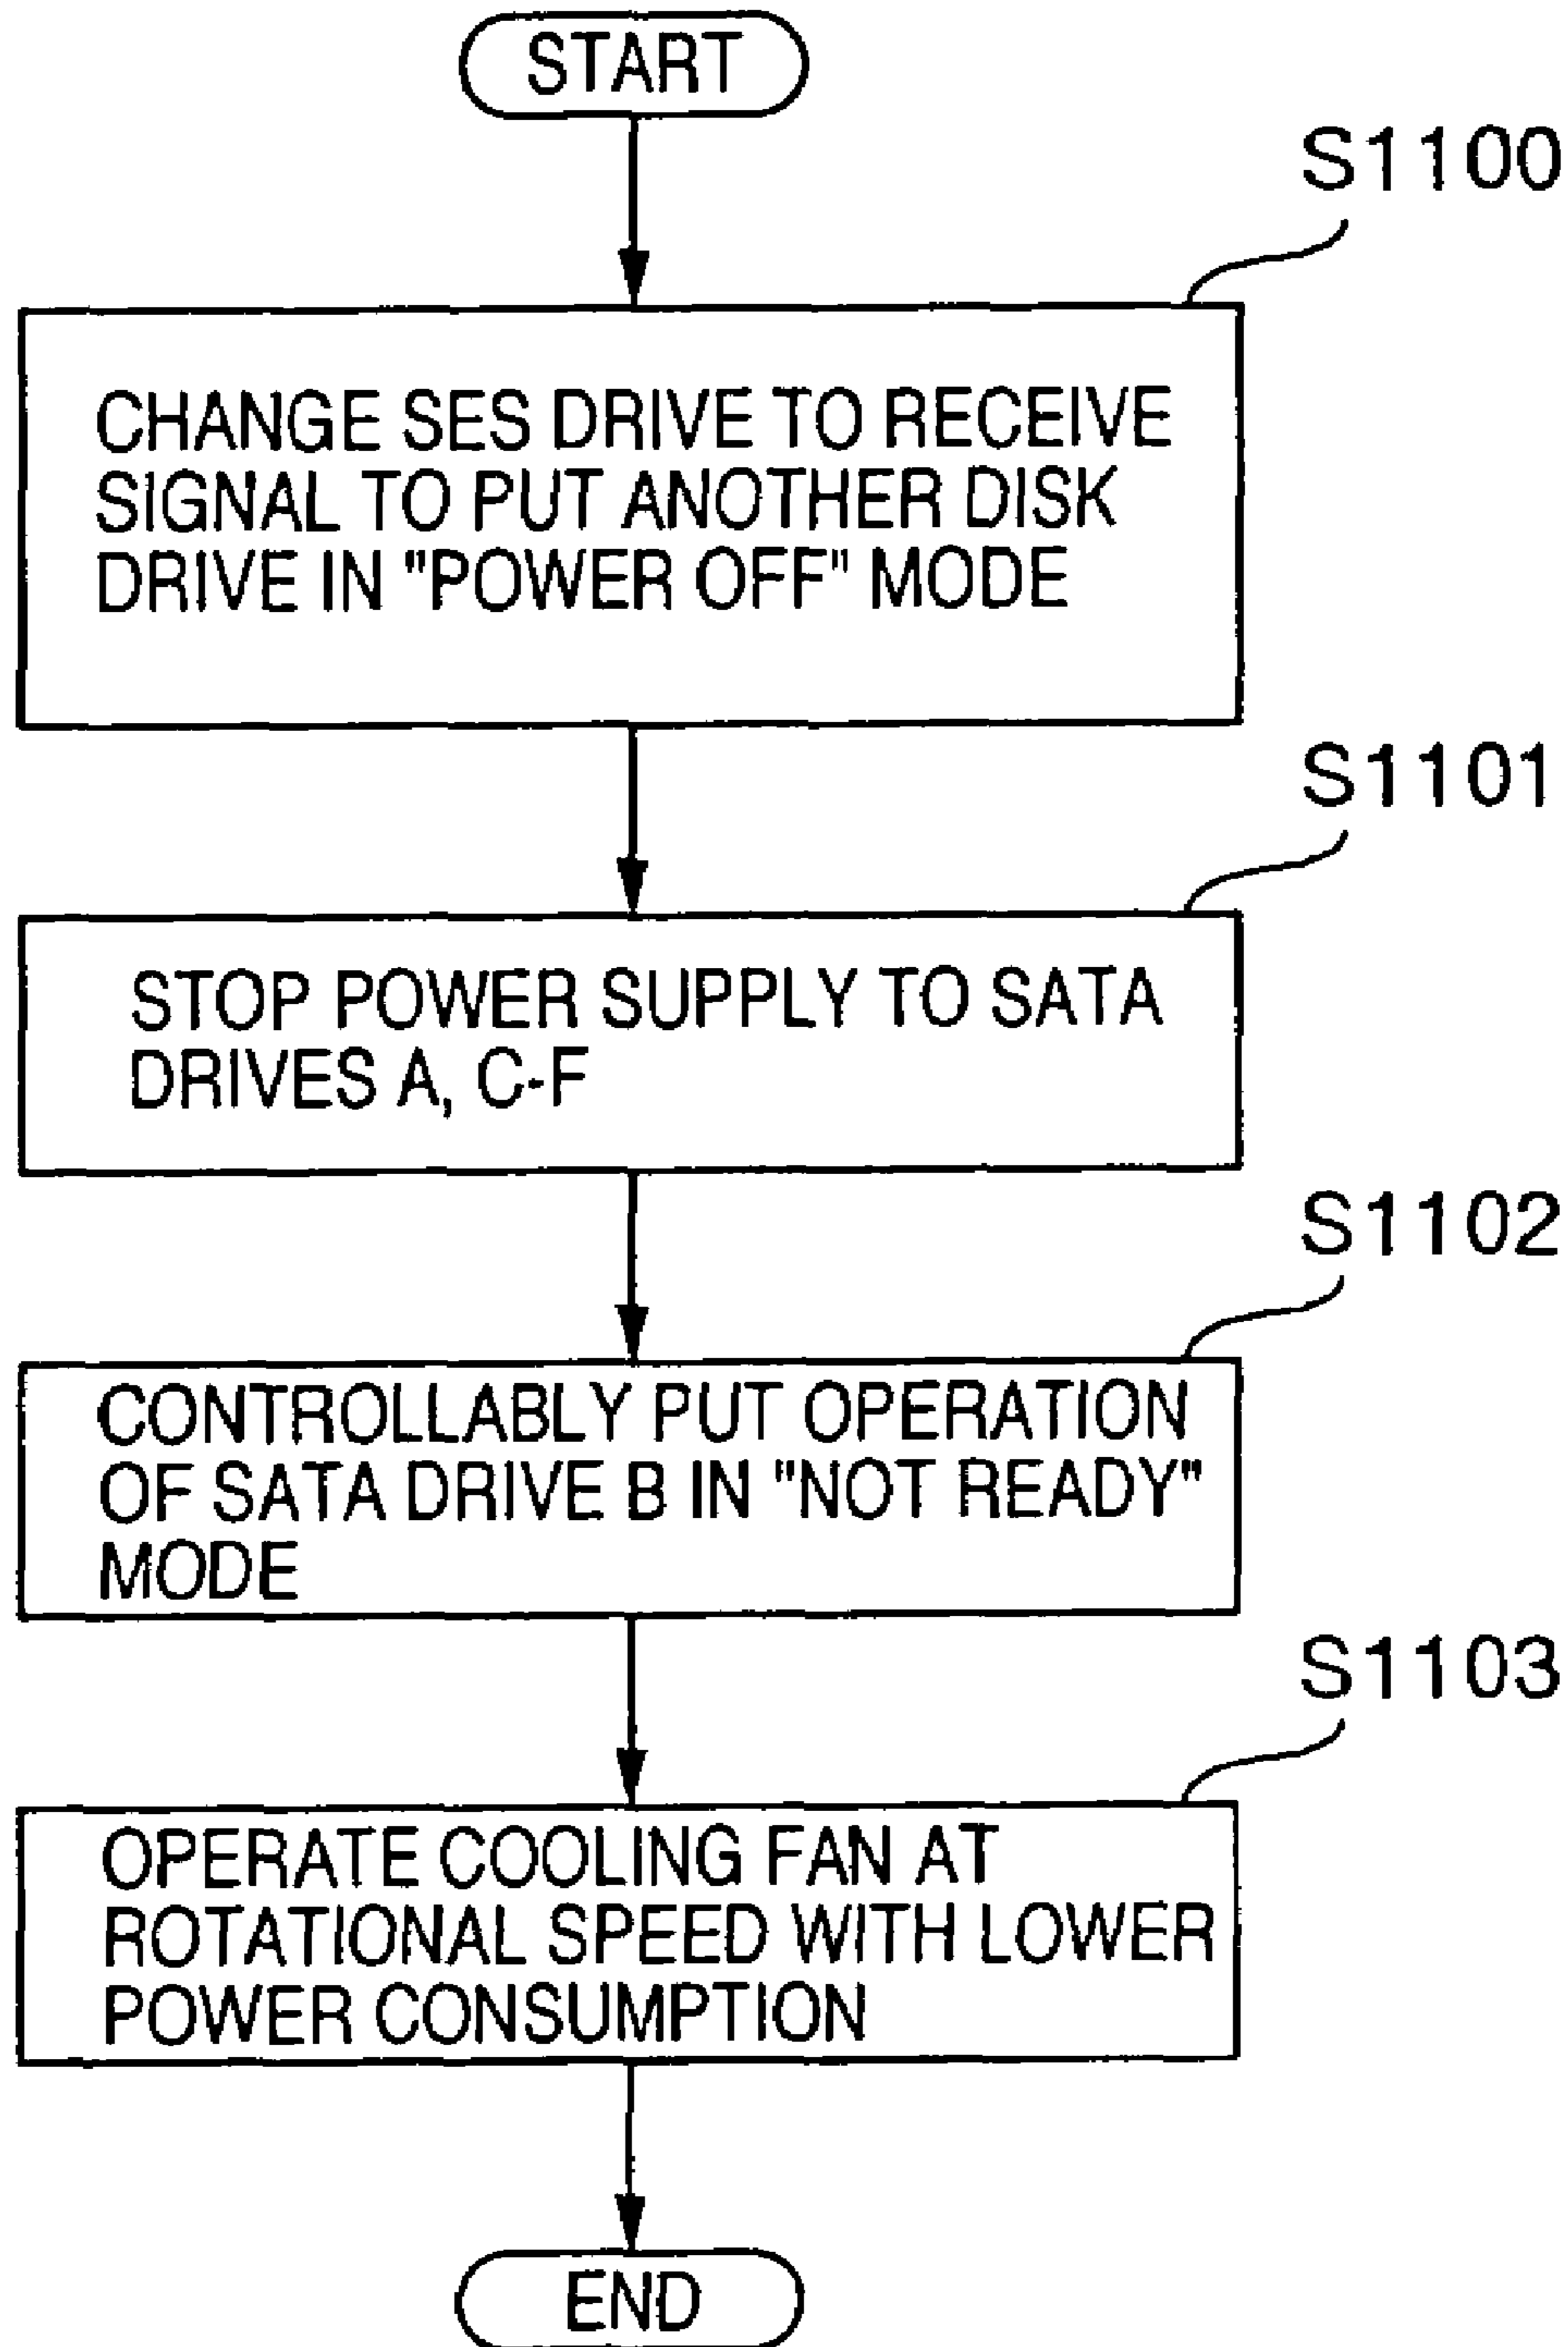 START
S1100
CHANGE SES DRIVE TO RECEIVE
SIGNAL TO PUT ANOTHER DISK
DRIVE IN "POWER OFF" MODE
S1101
STOP POWER SUPPLY TO SATA
DRIVES A, C-F
S1102
CONTROLLABLY PUT OPERATION
OF SATA DRIVE B IN "NOT READY"
MODE
S1103
OPERATE COOLING FAN AT
ROTATIONAL SPEED WITH LOWER
POWER CONSUMPTION
END